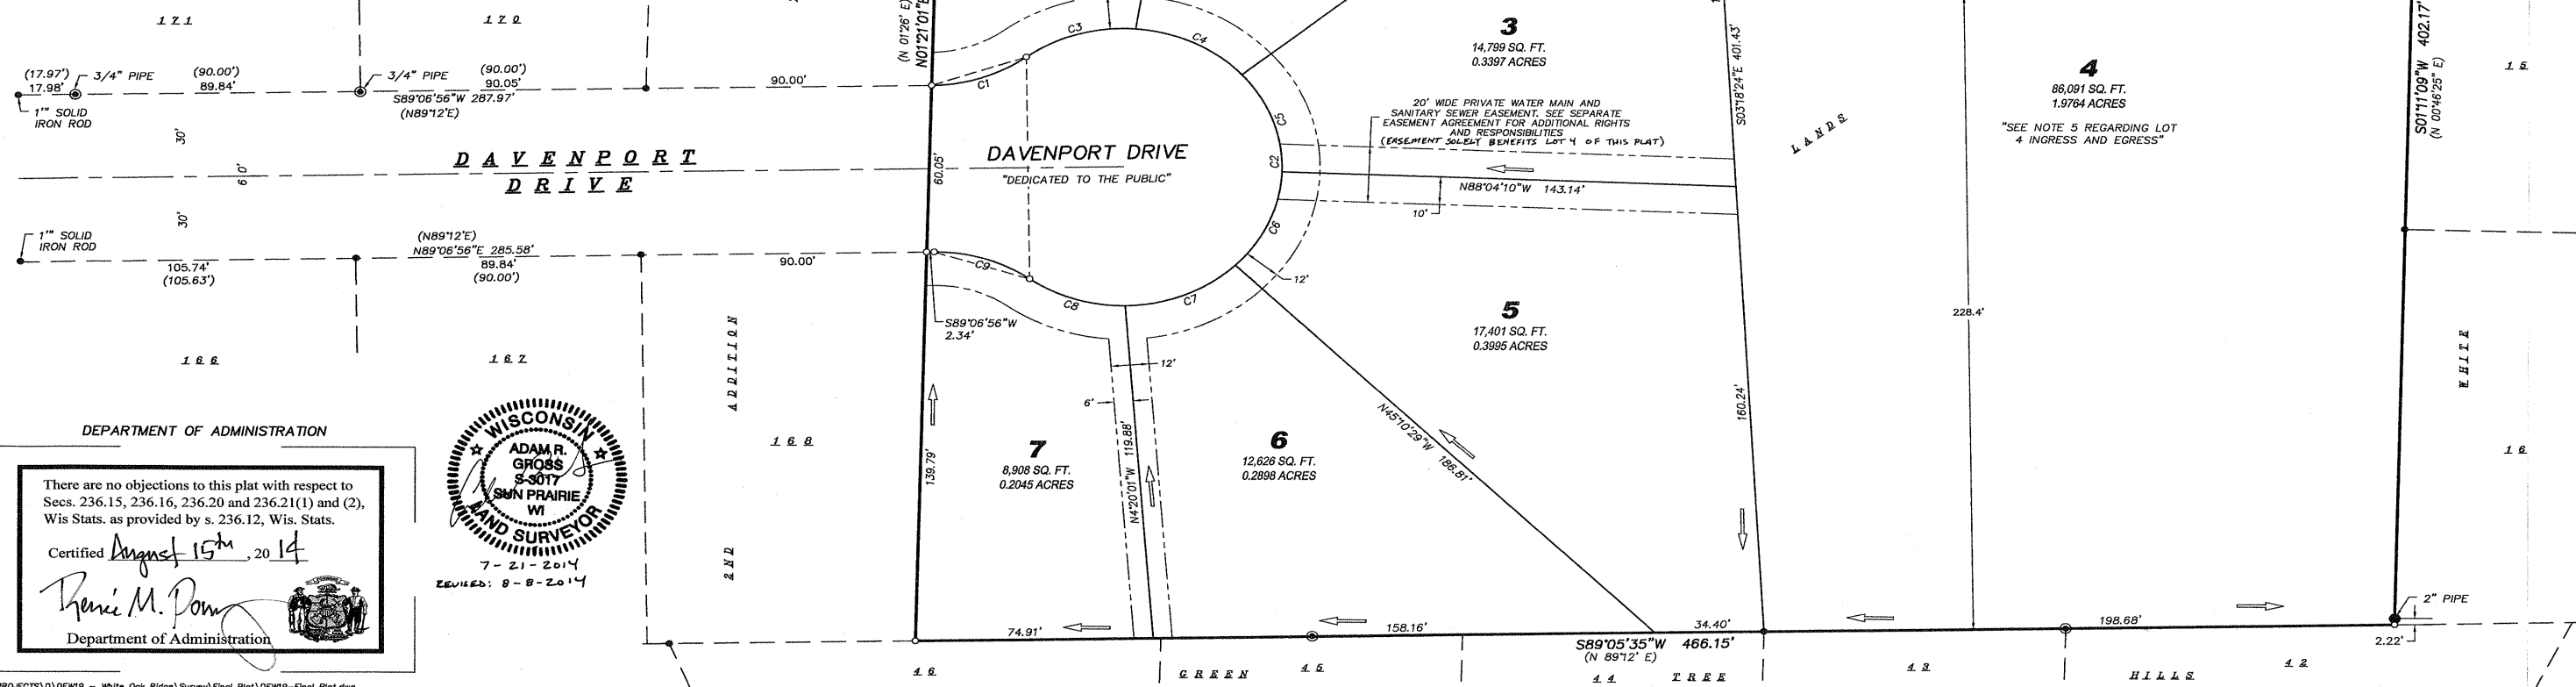 171
170
(17.97')
17.98'
3/4" PIPE
(90.00')
89.84'
3/4" PIPE
(90.00')
90.05'
S89°06'56"W 287.97'
(N89°12'E)
90.00'
1"" SOLID
IRON ROD
30'
60'
30'
DAVENPORT
DRIVE
1"" SOLID
IRON ROD
105.74'
(105.63')
(N89°12'E)
N89°06'56"E 285.58'
89.84'
(90.00')
90.00'
166
167
168
2ND
ADDITION
(N 01°26' E)
N01°21'01"E
60.05'
C1
C3
C4
C5
C2
C6
C7
C8
C9
DAVENPORT DRIVE
"DEDICATED TO THE PUBLIC"
S89°06'56"W
2.34'
12'
12'
6'
139.79'
N4°20'01"W 119.88'
7
8,908 SQ. FT.
0.2045 ACRES
6
12,626 SQ. FT.
0.2898 ACRES
N45°10'29"W 186.81'
5
17,401 SQ. FT.
0.3995 ACRES
3
14,799 SQ. FT.
0.3397 ACRES
20' WIDE PRIVATE WATER MAIN AND
SANITARY SEWER EASEMENT. SEE SEPARATE
EASEMENT AGREEMENT FOR ADDITIONAL RIGHTS
AND RESPONSIBILITIES
(EASEMENT SOLELY BENEFITS LOT 4 OF THIS PLAT)
N88°04'10"W 143.14'
10'
S03°18'24"E 401.43'
160.24'
LANDS
4
86,091 SQ. FT.
1.9764 ACRES
"SEE NOTE 5 REGARDING LOT
4 INGRESS AND EGRESS"
228.4'
S01°11'09"W 402.17'
(N 00°46'25" E)
15
WHITE
16
2" PIPE
2.22'
74.91'
158.16'
34.40'
198.68'
S89°05'35"W 466.15'
(N 89°12' E)
46
GREEN
45
44
TREE
43
HILLS
42
DEPARTMENT OF ADMINISTRATION
There are no objections to this plat with respect to
Secs. 236.15, 236.16, 236.20 and 236.21(1) and (2),
Wis Stats. as provided by s. 236.12, Wis. Stats.
Certified August 15th, 2014
Department of Administration
WISCONSIN
ADAM R.
GROSS
S-3017
SUN PRAIRIE
WI
LAND SURVEYOR
7-21-2014
REVISED: 8-8-2014